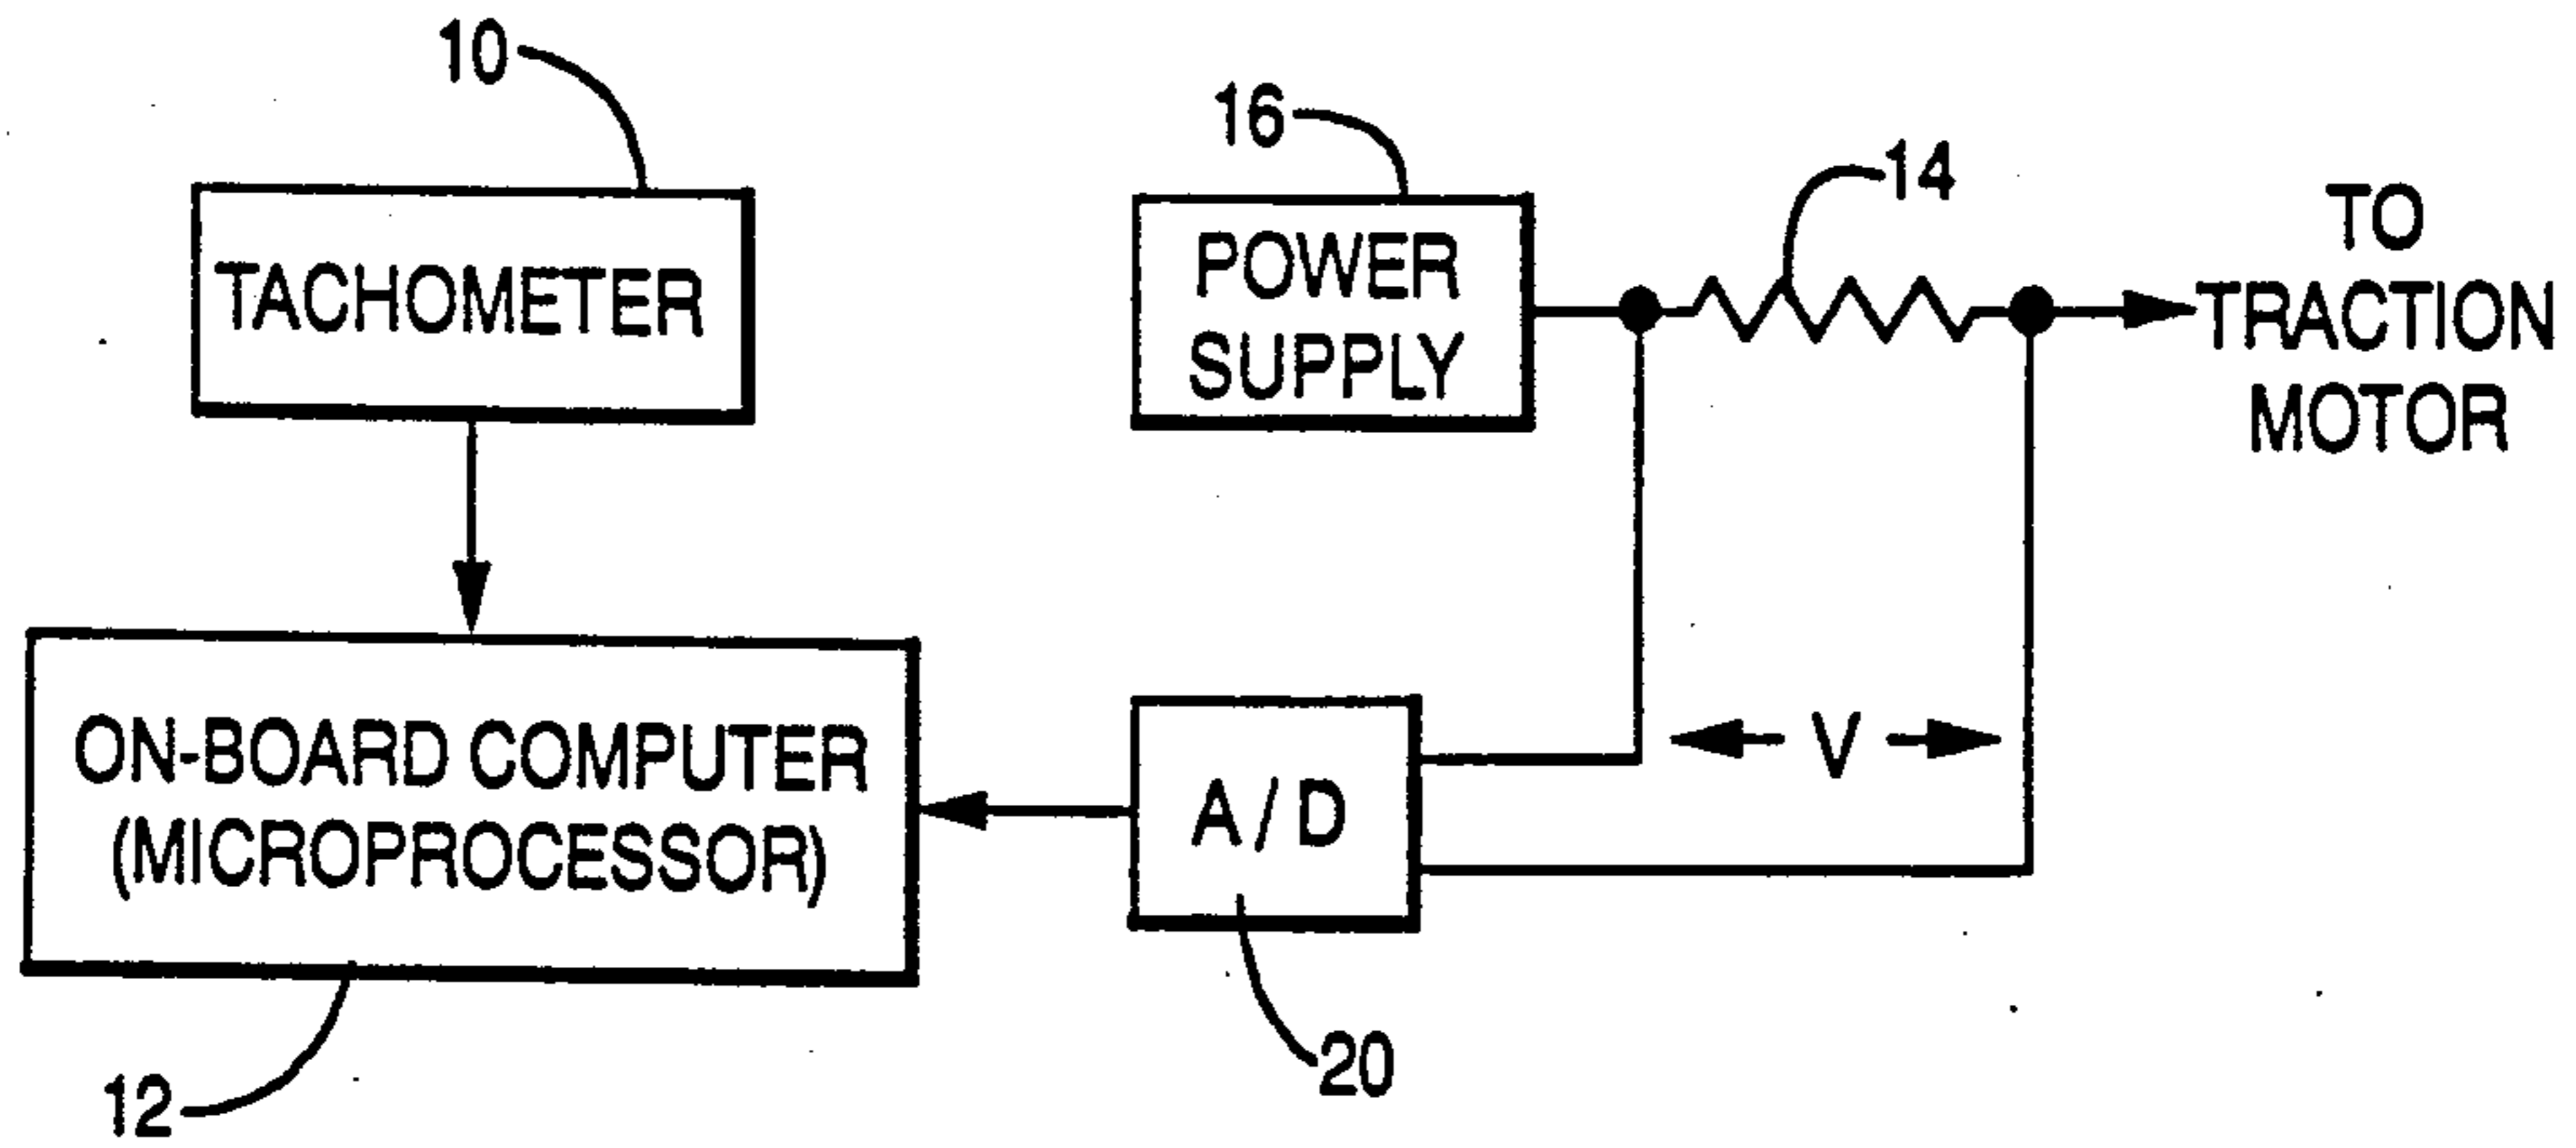 10
16
14
TACHOMETER
POWER
SUPPLY
TO
TRACTION
MOTOR
ON-BOARD COMPUTER
(MICROPROCESSOR)
A/D
V
12
20